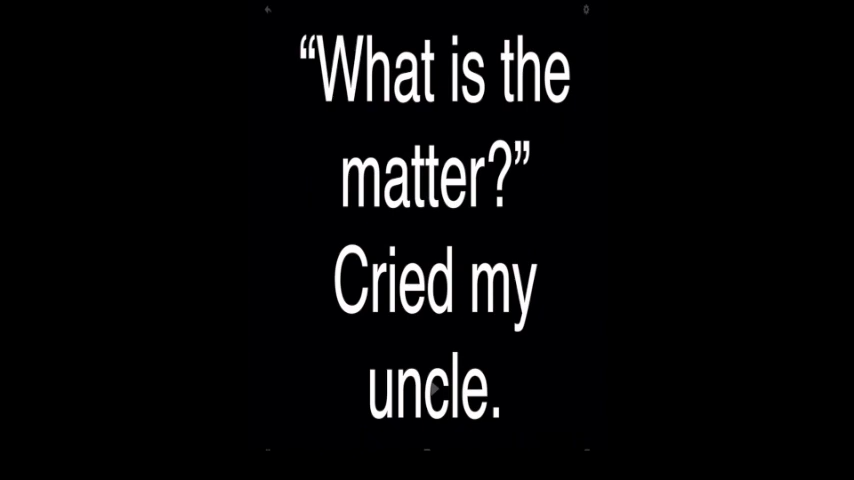 “What is the
matter?”
Cried my
uncle.